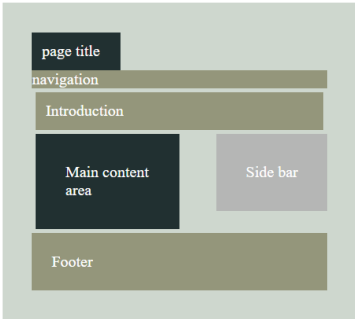 page title
navigation
Introduction
Main content
area
Side bar
Footer